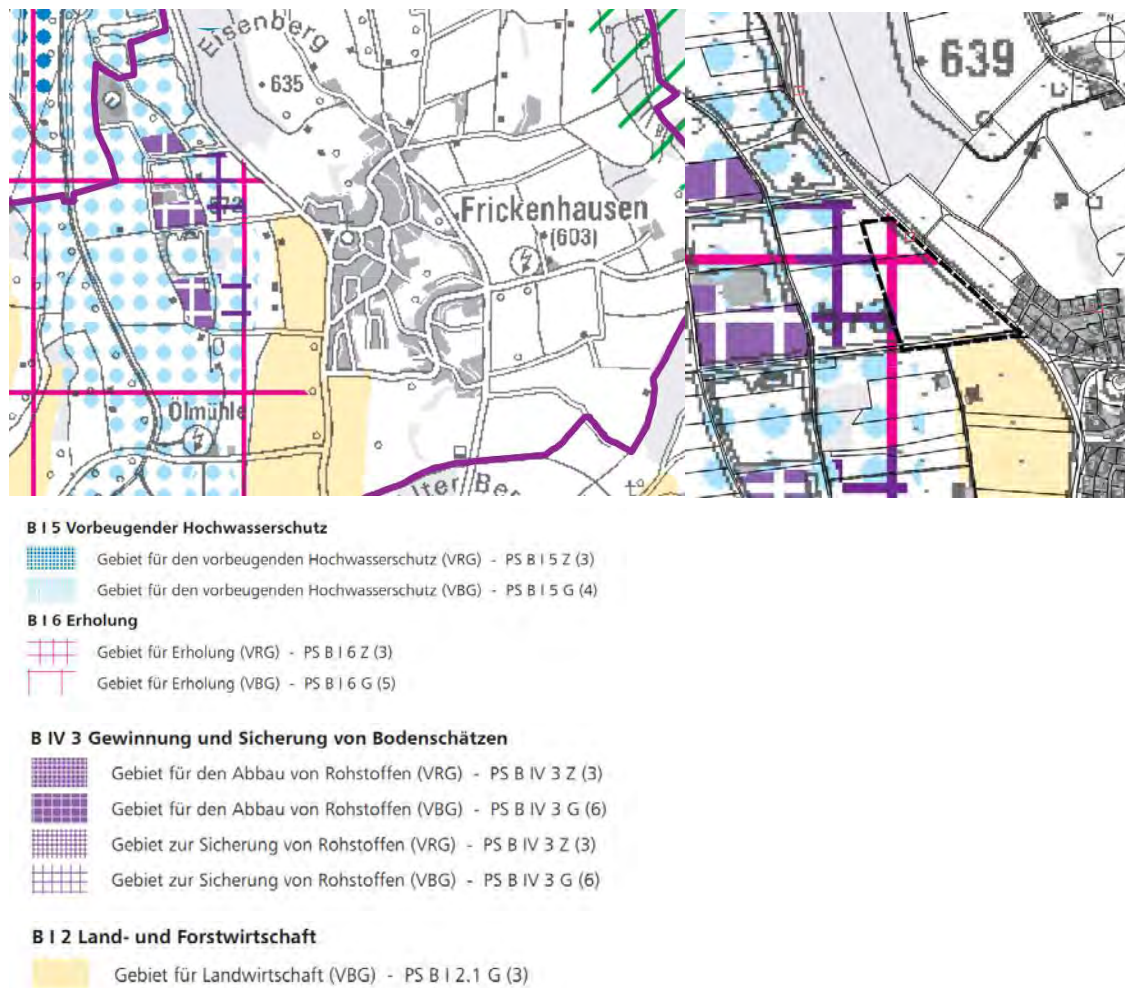 Eisenberg
635
Frickenhausen
(603)
572
Ölmühle
639
N
B I 5 Vorbeugender Hochwasserschutz
Gebiet für den vorbeugenden Hochwasserschutz (VRG) - PS B I 5 Z (3)
Gebiet für den vorbeugenden Hochwasserschutz (VBG) - PS B I 5 G (4)
B I 6 Erholung
Gebiet für Erholung (VRG) - PS B I 6 Z (3)
Gebiet für Erholung (VBG) - PS B I 6 G (5)
B IV 3 Gewinnung und Sicherung von Bodenschätzen
Gebiet für den Abbau von Rohstoffen (VRG) - PS B IV 3 Z (3)
Gebiet für den Abbau von Rohstoffen (VBG) - PS B IV 3 G (6)
Gebiet zur Sicherung von Rohstoffen (VRG) - PS B IV 3 Z (3)
Gebiet zur Sicherung von Rohstoffen (VBG) - PS B IV 3 G (6)
B I 2 Land- und Forstwirtschaft
Gebiet für Landwirtschaft (VBG) - PS B I 2.1 G (3)